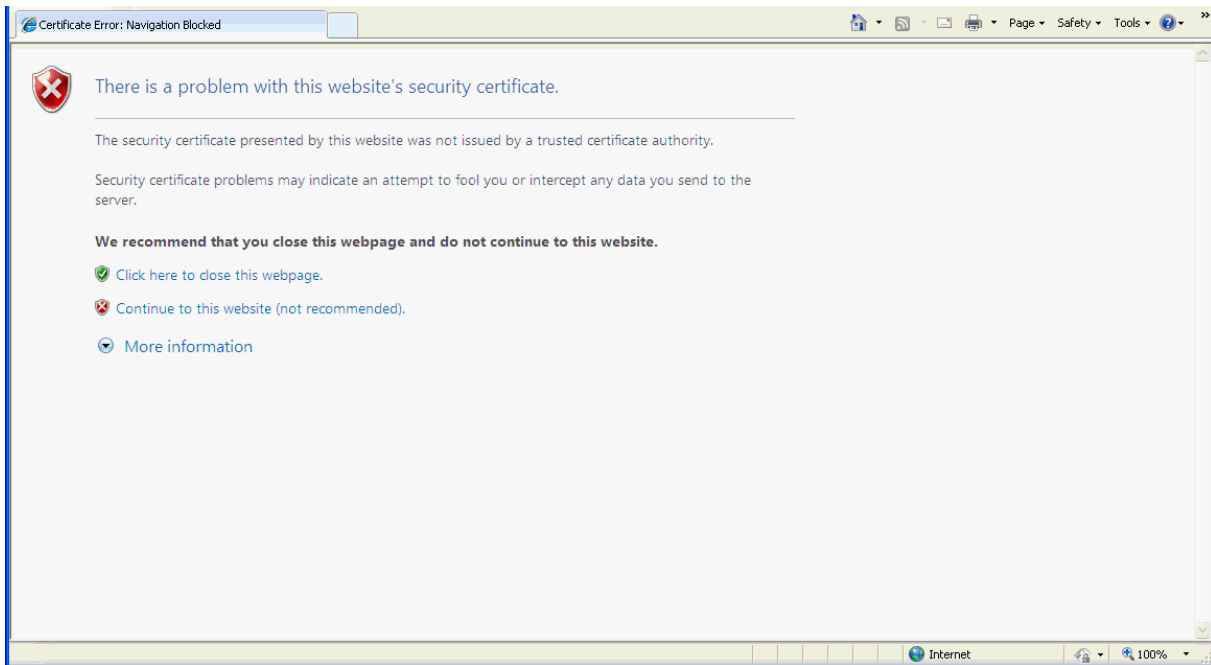 Certificate Error: Navigation Blocked
Page Safety Tools »
There is a problem with this website's security certificate.
The security certificate presented by this website was not issued by a trusted certificate authority.
Security certificate problems may indicate an attempt to fool you or intercept any data you send to the
server.
We recommend that you close this webpage and do not continue to this website.
Click here to close this webpage.
Continue to this website (not recommended).
More information
Internet 100%